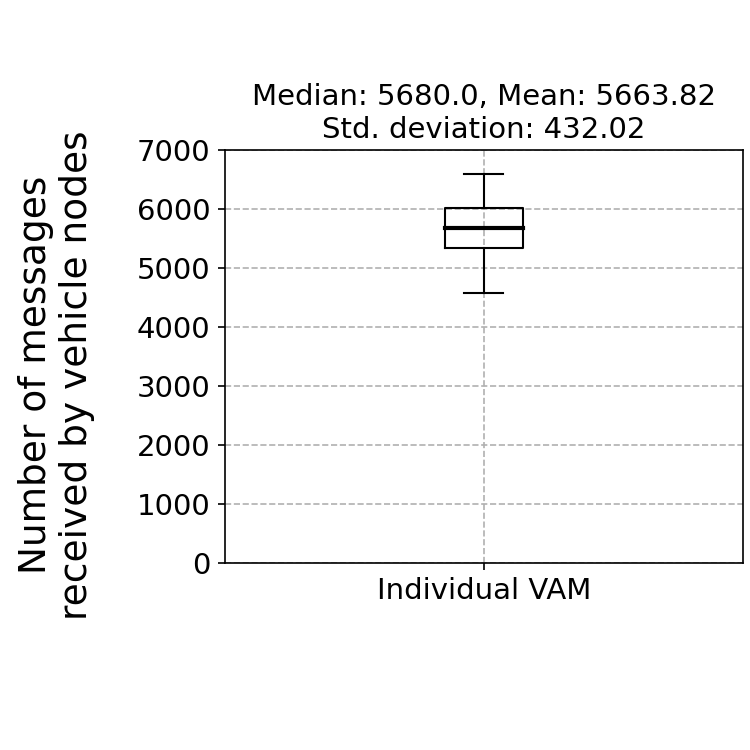 Median: 5680.0, Mean: 5663.82
Std. deviation: 432.02
Number of messages
received by vehicle nodes
7000
6000
5000
4000
3000
2000
1000
0
Individual VAM